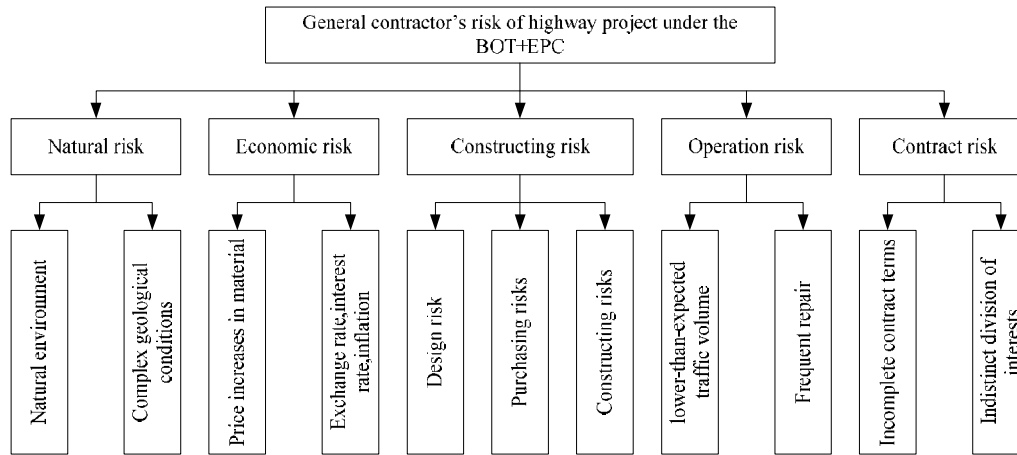 General contractor's risk of highway project under the
BOT+EPC
Natural risk
Economic risk
Constructing risk
Operation risk
Contract risk
Natural environment
Complex geological
conditions
Price increases in material
Exchange rate,interest
rate,inflation
Design risk
Purchasing risks
Constructing risks
lower-than-expected
traffic volume
Frequent repair
Incomplete contract terms
Indistinct division of
interests